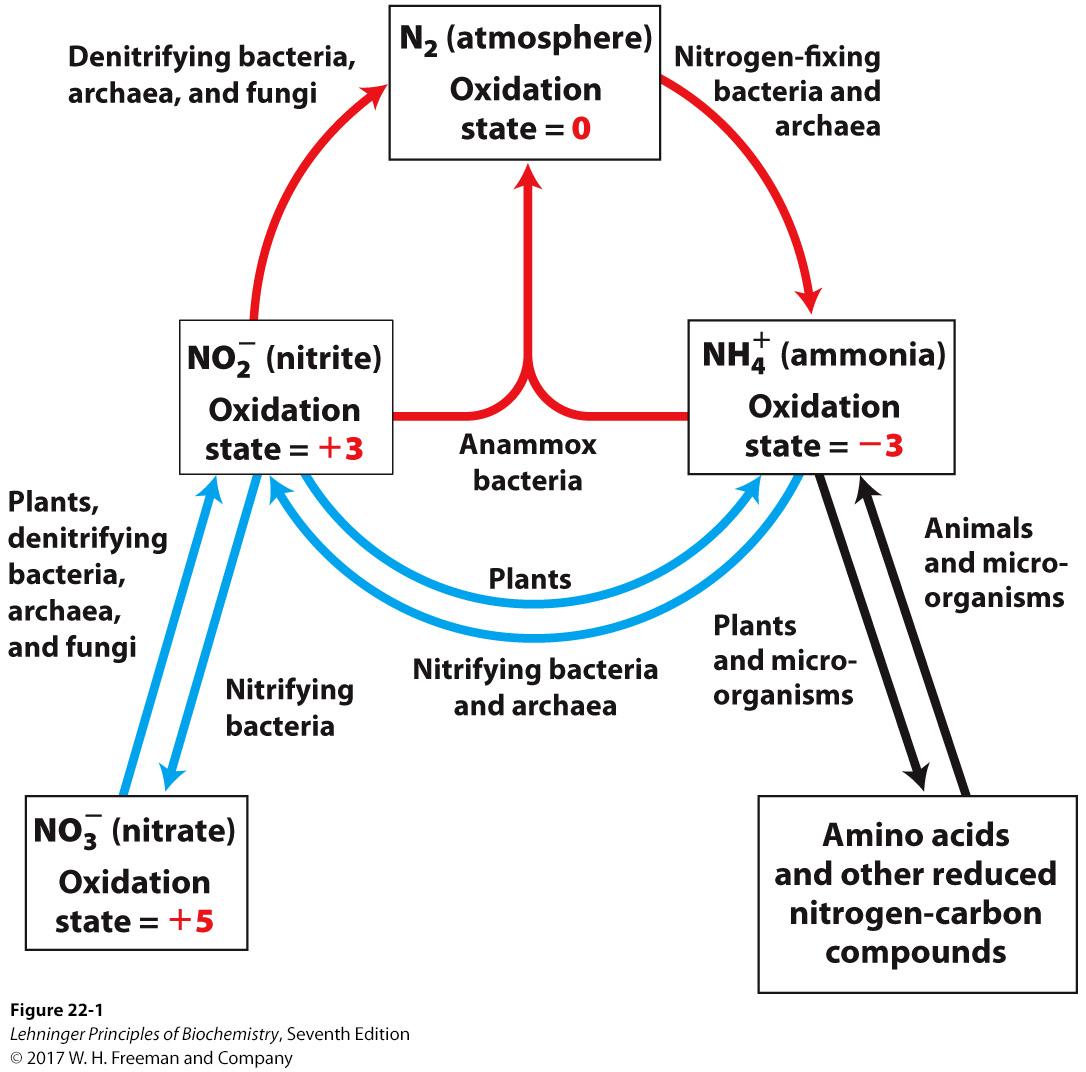 N₂ (atmosphere)
Oxidation
state = 0
Denitrifying bacteria,
archaea, and fungi
Nitrogen-fixing
bacteria and
archaea
NO₂⁻ (nitrite)
Oxidation
state = +3
NH₄⁺ (ammonia)
Oxidation
state = −3
Anammox
bacteria
Plants,
denitrifying
bacteria,
archaea,
and fungi
Nitrifying
bacteria
Plants
Nitrifying bacteria
and archaea
Plants
and micro-
organisms
Animals
and micro-
organisms
NO₃⁻ (nitrate)
Oxidation
state = +5
Amino acids
and other reduced
nitrogen-carbon
compounds
Figure 22-1
Lehninger Principles of Biochemistry, Seventh Edition
© 2017 W. H. Freeman and Company